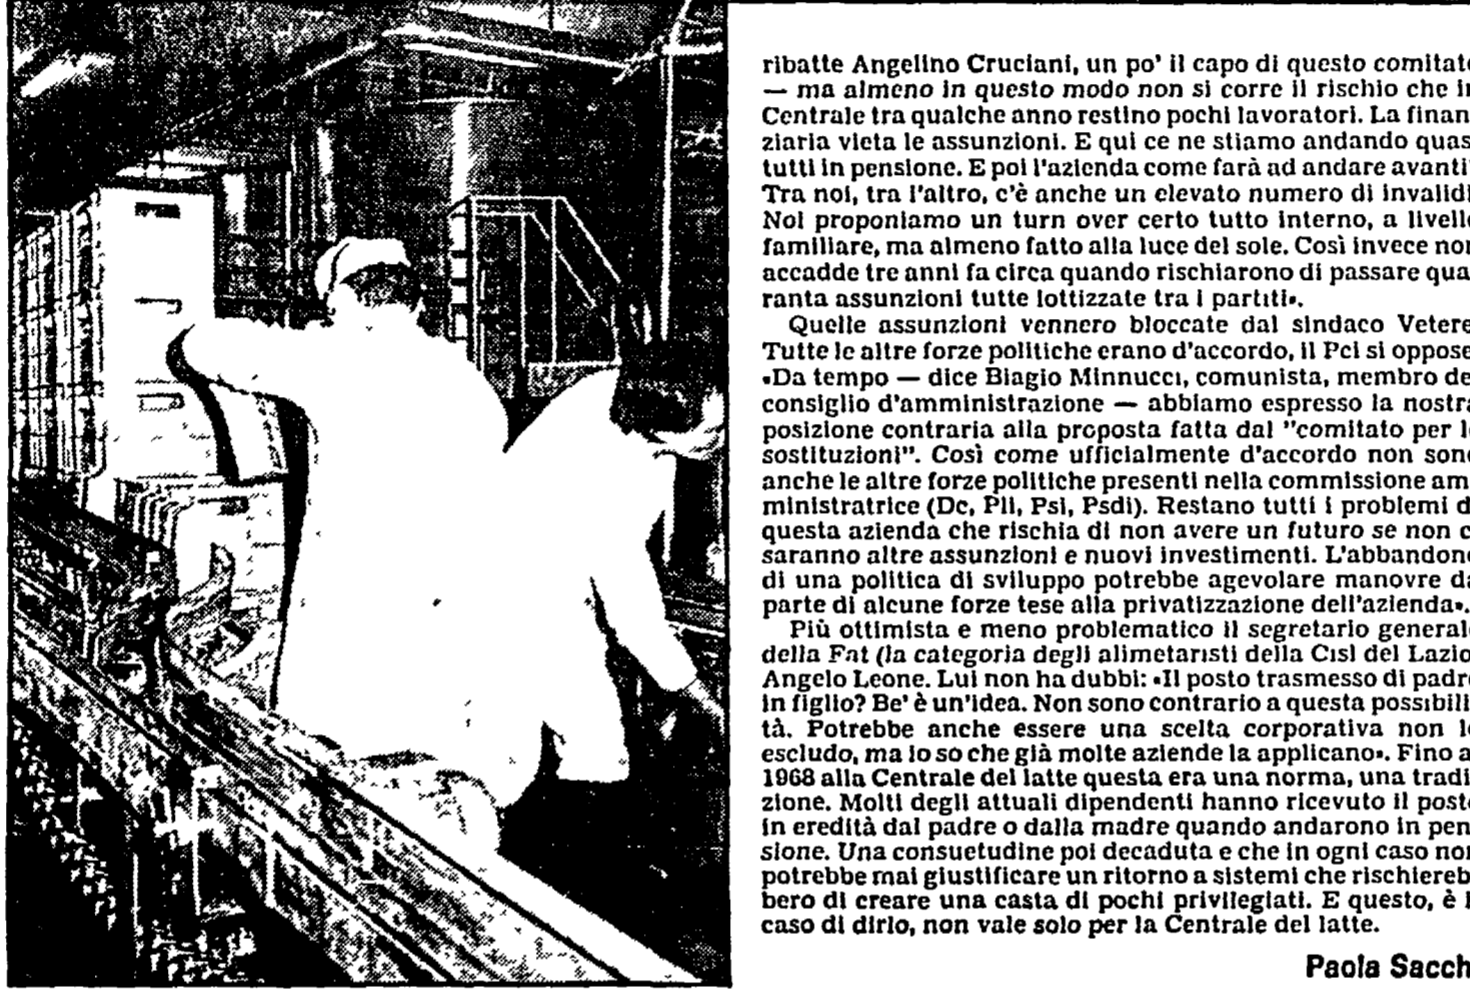 ribatte Angelino Cruciani, un po' il capo di questo comitato
— ma almeno in questo modo non si corre il rischio che in
Centrale tra qualche anno restino pochi lavoratori. La finan-
ziaria vieta le assunzioni. E qui ce ne stiamo andando quasi
tutti in pensione. E poi l'azienda come farà ad andare avanti?
Tra noi, tra l'altro, c'è anche un elevato numero di invalidi.
Noi proponiamo un turn over certo tutto interno, a livello
familiare, ma almeno fatto alla luce del sole. Così invece non
accadde tre anni fa circa quando rischiarono di passare qua-
ranta assunzioni tutte lottizzate tra i partiti».
Quelle assunzioni vennero bloccate dal sindaco Vetere.
Tutte le altre forze politiche erano d'accordo, il Pci si oppose.
«Da tempo — dice Biagio Minnucci, comunista, membro del
consiglio d'amministrazione — abbiamo espresso la nostra
posizione contraria alla proposta fatta dal "comitato per le
sostituzioni". Così come ufficialmente d'accordo non sono
anche le altre forze politiche presenti nella commissione am-
ministratrice (Dc, Pli, Psi, Psdi). Restano tutti i problemi di
questa azienda che rischia di non avere un futuro se non ci
saranno altre assunzioni e nuovi investimenti. L'abbandono
di una politica di sviluppo potrebbe agevolare manovre da
parte di alcune forze tese alla privatizzazione dell'azienda».
Più ottimista e meno problematico il segretario generale
della Fat (la categoria degli alimetaristi della Cisl del Lazio)
Angelo Leone. Lui non ha dubbi: «Il posto trasmesso di padre
in figlio? Be' è un'idea. Non sono contrario a questa possibili-
tà. Potrebbe anche essere una scelta corporativa non lo
escludo, ma io so che già molte aziende la applicano». Fino al
1968 alla Centrale del latte questa era una norma, una tradi-
zione. Molti degli attuali dipendenti hanno ricevuto il posto
in eredità dal padre o dalla madre quando andarono in pen-
sione. Una consuetudine poi decaduta e che in ogni caso non
potrebbe mai giustificare un ritorno a sistemi che rischiereb-
bero di creare una casta di pochi privilegiati. E questo, è il
caso di dirlo, non vale solo per la Centrale del latte.
Paola Sacch